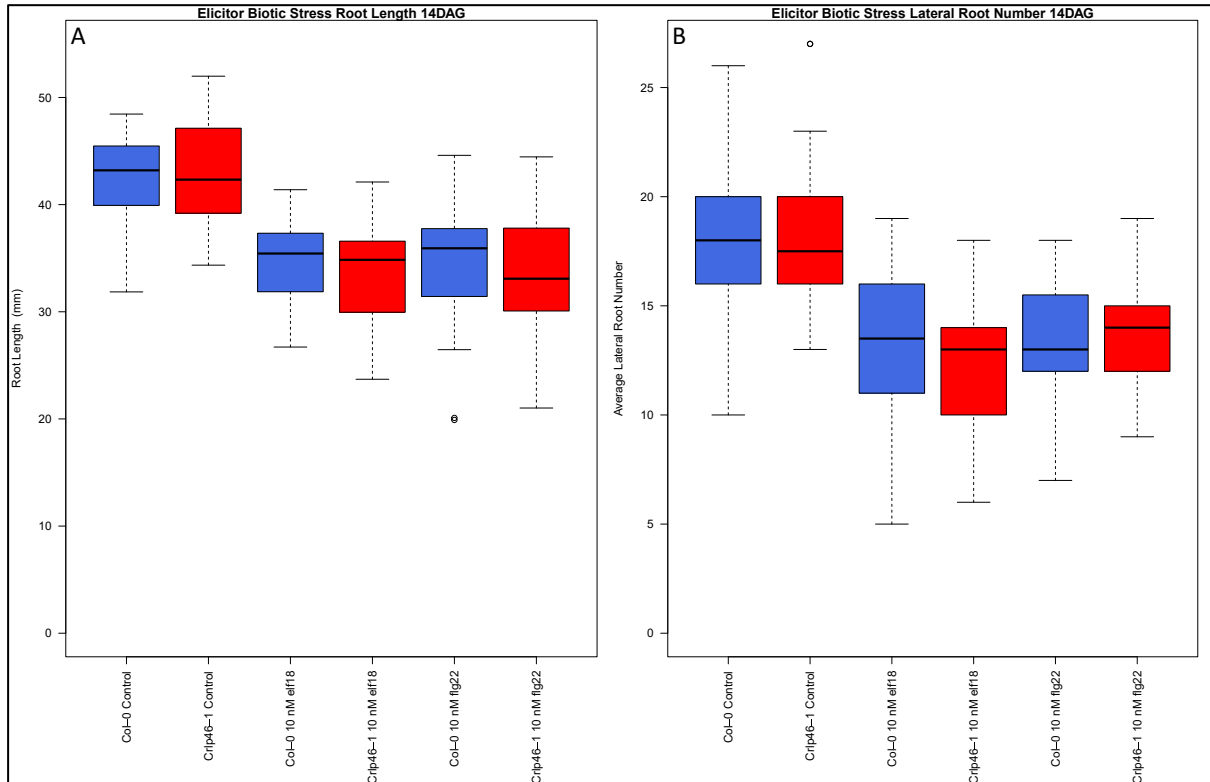 Elicitor Biotic Stress Root Length 14DAG
A
Root Length (mm)
50
40
30
20
10
0
Col−0 Control
Crlp46−1 Control
Col−0 10 nM elf18
Crlp46−1 10 nM elf18
Col−0 10 nM flg22
Crlp46−1 10 nM flg22
Elicitor Biotic Stress Lateral Root Number 14DAG
B
Average Lateral Root Number
25
20
15
10
5
0
Col−0 Control
Crlp46−1 Control
Col−0 10 nM elf18
Crlp46−1 10 nM elf18
Col−0 10 nM flg22
Crlp46−1 10 nM flg22